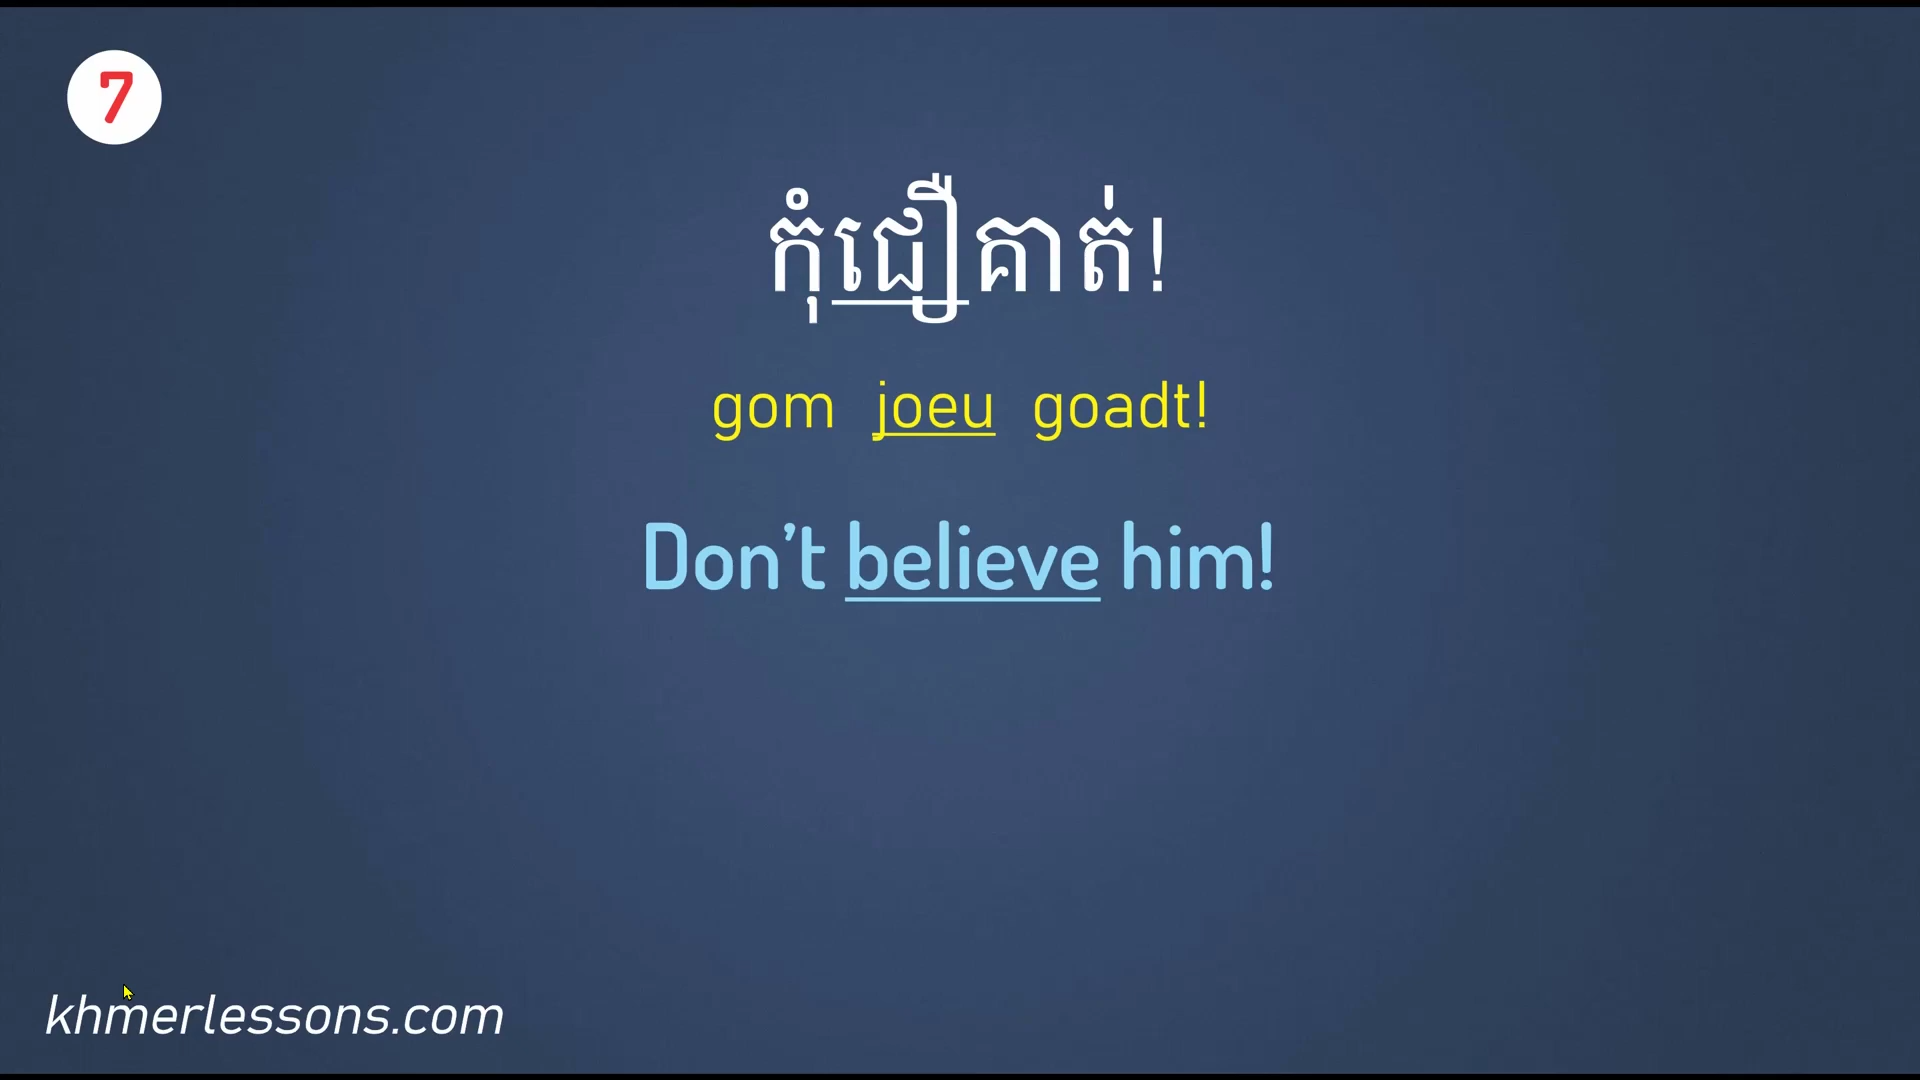 7
កុំជឿគាត់!
gom joeu goadt!
Don't believe him!
khmerlessons.com